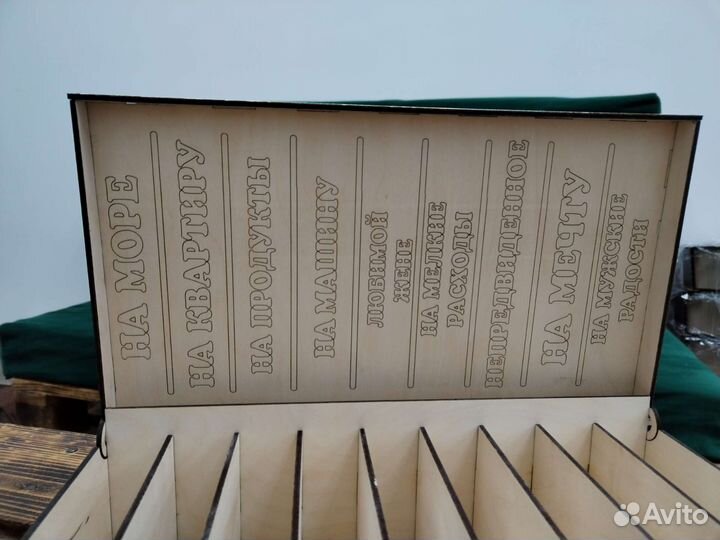 НА МОРЕ
НА КВАРТИРУ
НА ПРОДУКТЫ
НА МАШИНУ
ЛЮБИМОЙ
ЖЕНЕ
НА МЕЛКИЕ
РАСХОДЫ
НЕПРЕДВИДЕННОЕ
НА МЕЧТУ
НА МУЖСКИЕ
РАДОСТИ
Avito